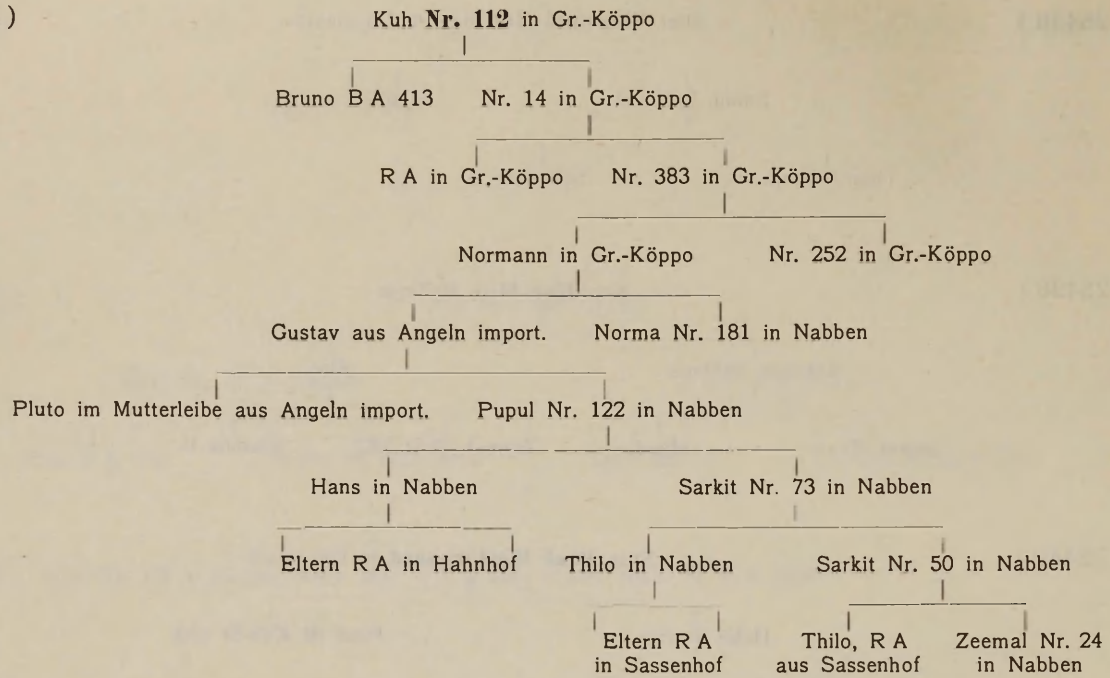 )
Kuh Nr. 112 in Gr.-Köppo
Bruno B A 413 Nr. 14 in Gr.-Köppo
R A in Gr.-Köppo Nr. 383 in Gr.-Köppo
Normann in Gr.-Köppo Nr. 252 in Gr.-Köppo
Gustav aus Angeln import. Norma Nr. 181 in Nabben
Pluto im Mutterleibe aus Angeln import. Pupul Nr. 122 in Nabben
Hans in Nabben Sarkit Nr. 73 in Nabben
Eltern R A in Hahnhof Thilo in Nabben Sarkit Nr. 50 in Nabben
Eltern R A Thilo, R A Zeemal Nr. 24
in Sassenhof aus Sassenhof in Nabben